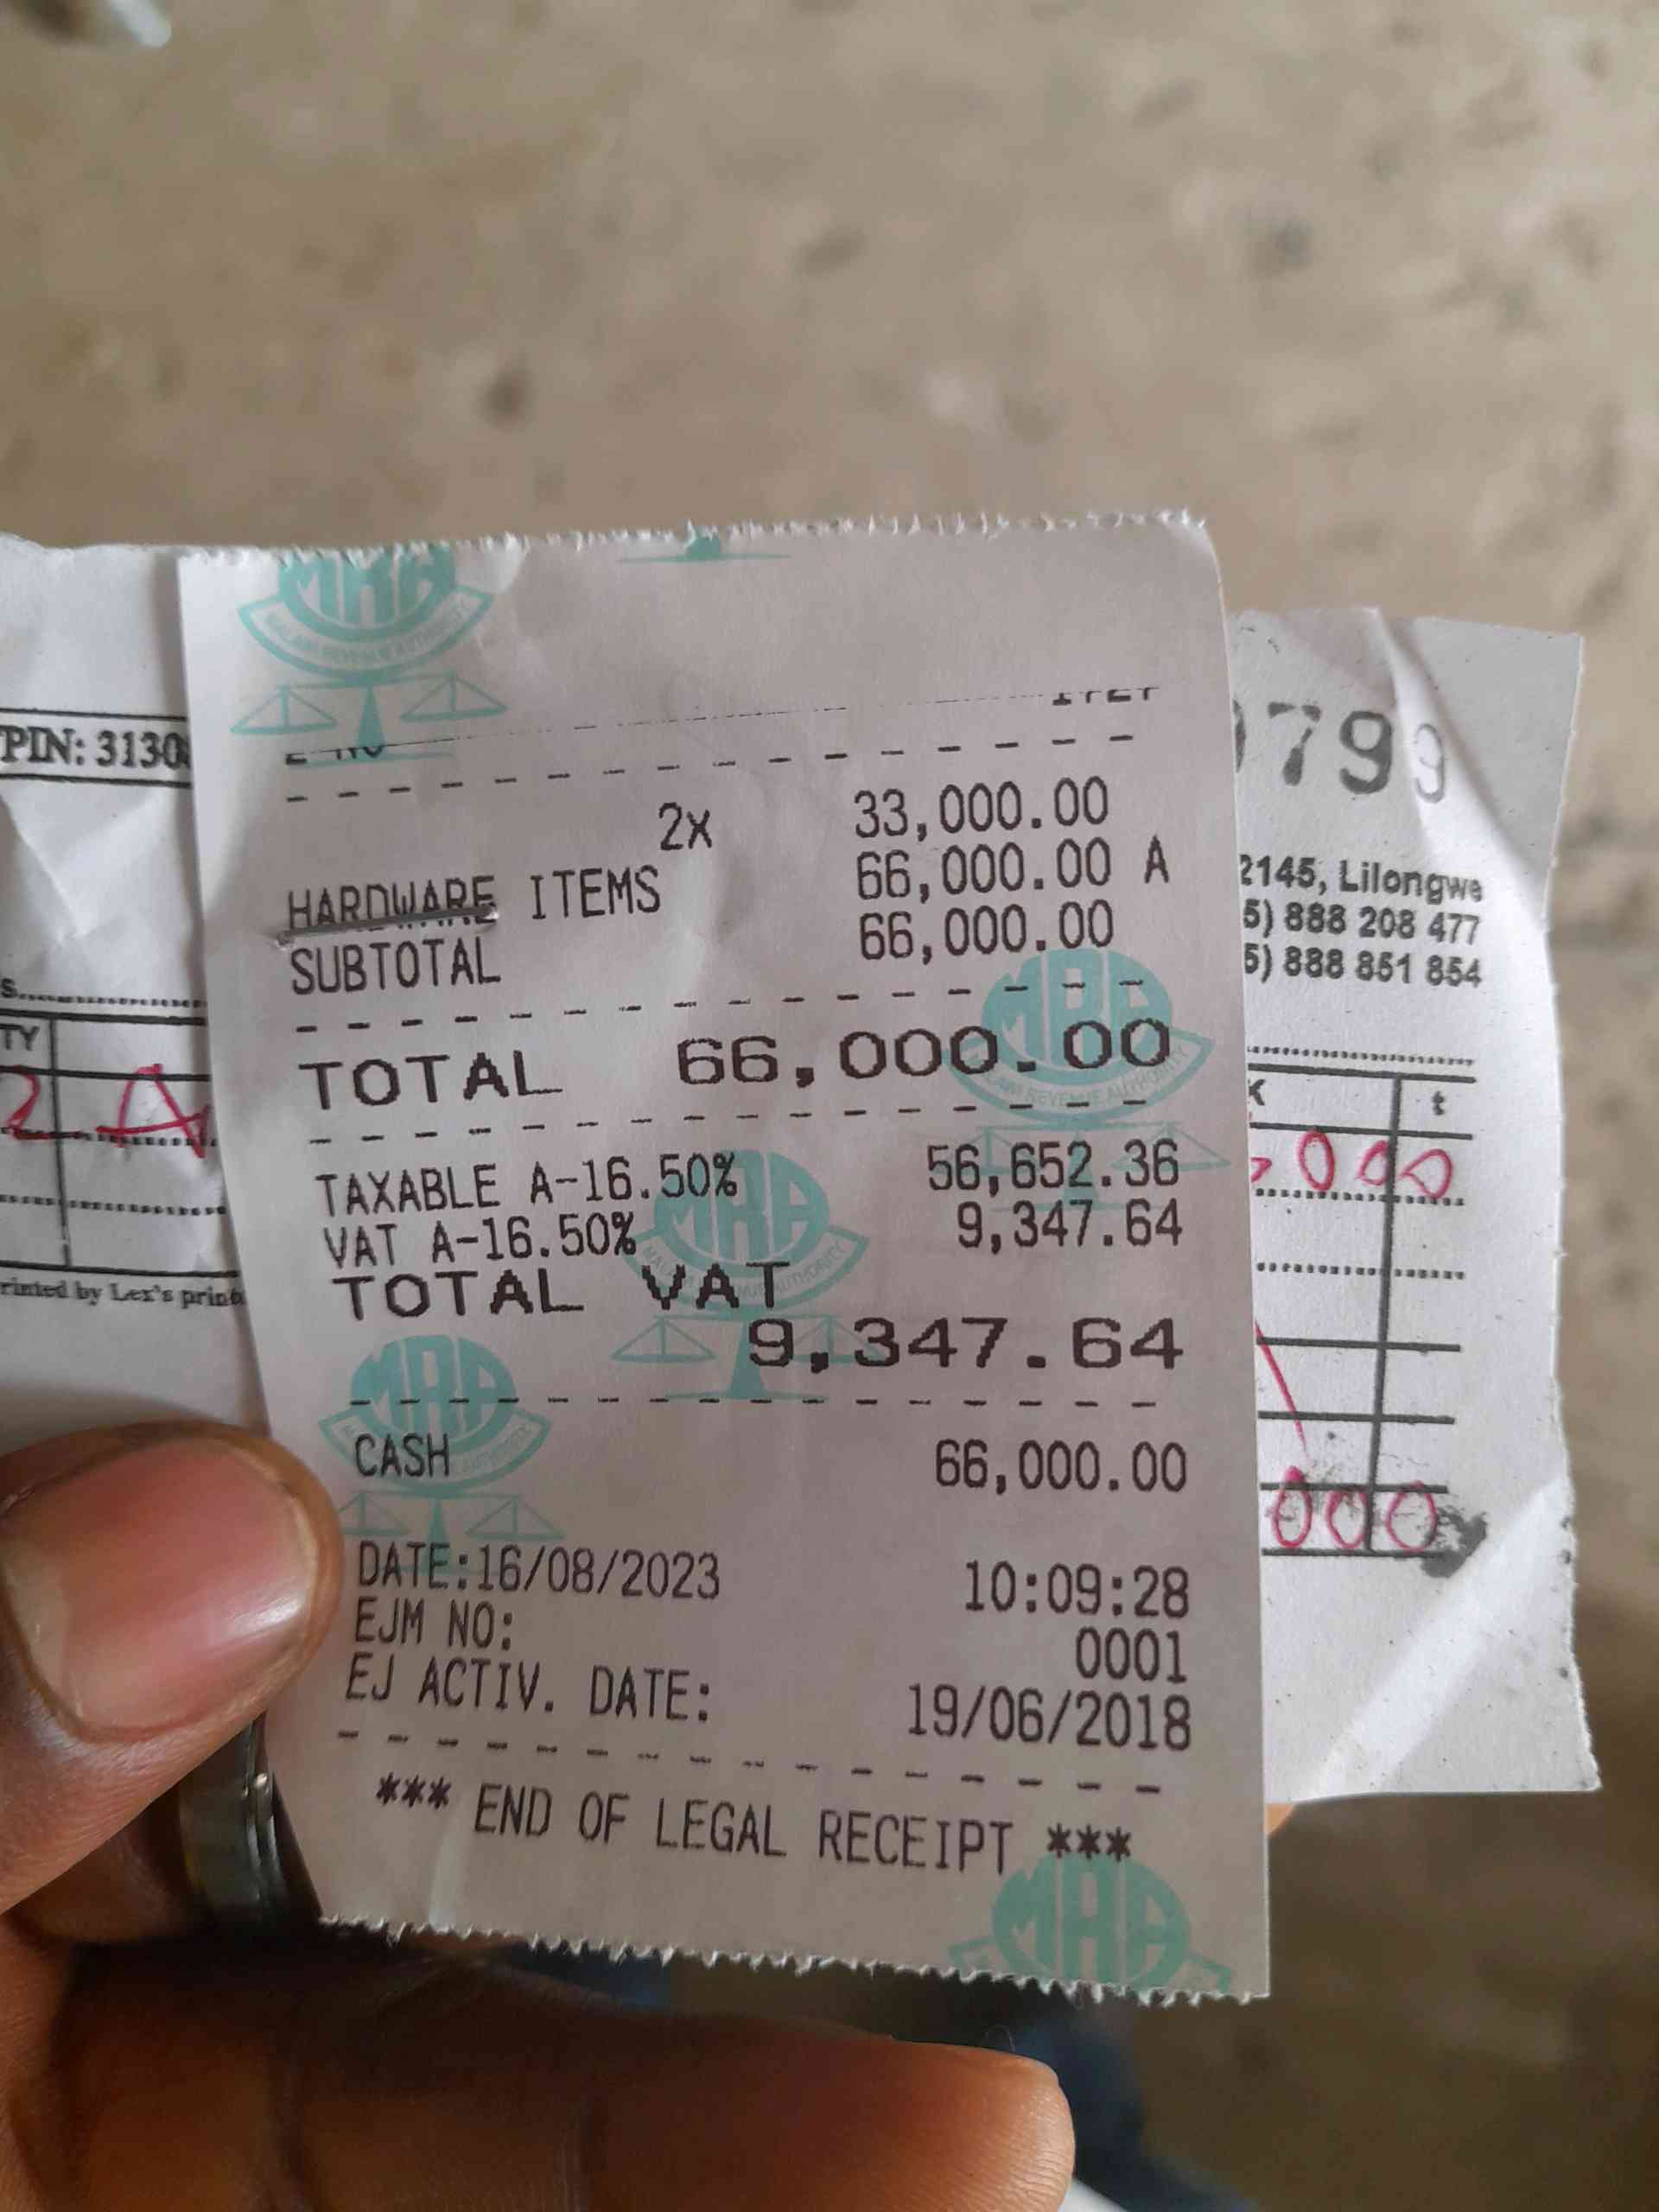 MRA
MALAWI REVENUE AUTHORITY
2x 33,000.00
HARDWARE ITEMS 66,000.00 A
SUBTOTAL 66,000.00
TOTAL 66,000.00
TAXABLE A-16.50% 56,652.36
VAT A-16.50% 9,347.64
TOTAL VAT
9,347.64
CASH 66,000.00
DATE:16/08/2023 10:09:28
EJM NO: 0001
EJ ACTIV. DATE: 19/06/2018
*** END OF LEGAL RECEIPT ***
MRA
PIN: 3130
TY
2
rinted by Lex's print
799
2145, Lilongwe
5) 888 208 477
5) 888 851 854
K t
000
000